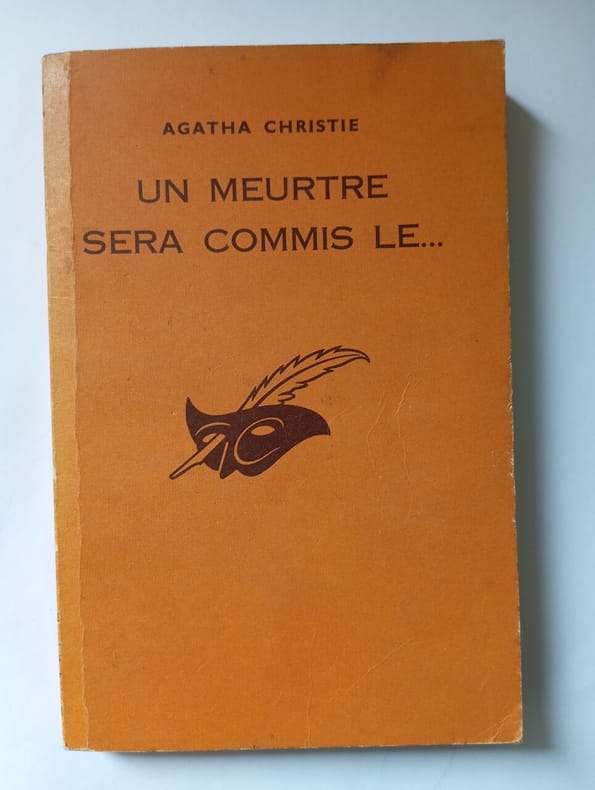 AGATHA CHRISTIE
UN MEURTRE
SERA COMMIS LE...